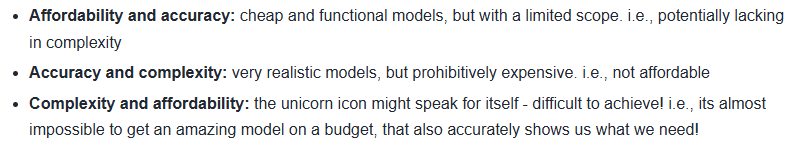 • Affordability and accuracy: cheap and functional models, but with a limited scope. i.e., potentially lacking
in complexity
• Accuracy and complexity: very realistic models, but prohibitively expensive. i.e., not affordable
• Complexity and affordability: the unicorn icon might speak for itself - difficult to achieve! i.e., its almost
impossible to get an amazing model on a budget, that also accurately shows us what we need!